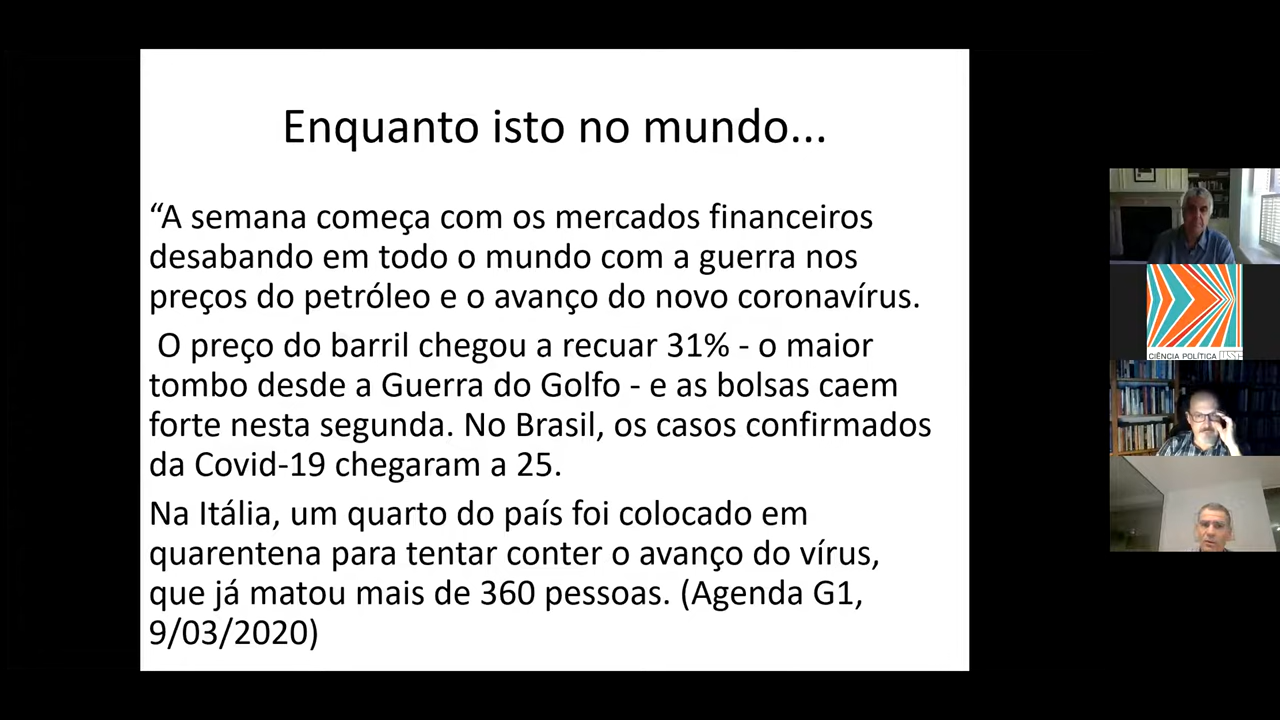 Enquanto isto no mundo...
“A semana começa com os mercados financeiros
desabando em todo o mundo com a guerra nos
preços do petróleo e o avanço do novo coronavírus.
O preço do barril chegou a recuar 31% - o maior
tombo desde a Guerra do Golfo - e as bolsas caem
forte nesta segunda. No Brasil, os casos confirmados
da Covid-19 chegaram a 25.
Na Itália, um quarto do país foi colocado em
quarentena para tentar conter o avanço do vírus,
que já matou mais de 360 pessoas. (Agenda G1,
9/03/2020)
CIÊNCIA POLÍTICA